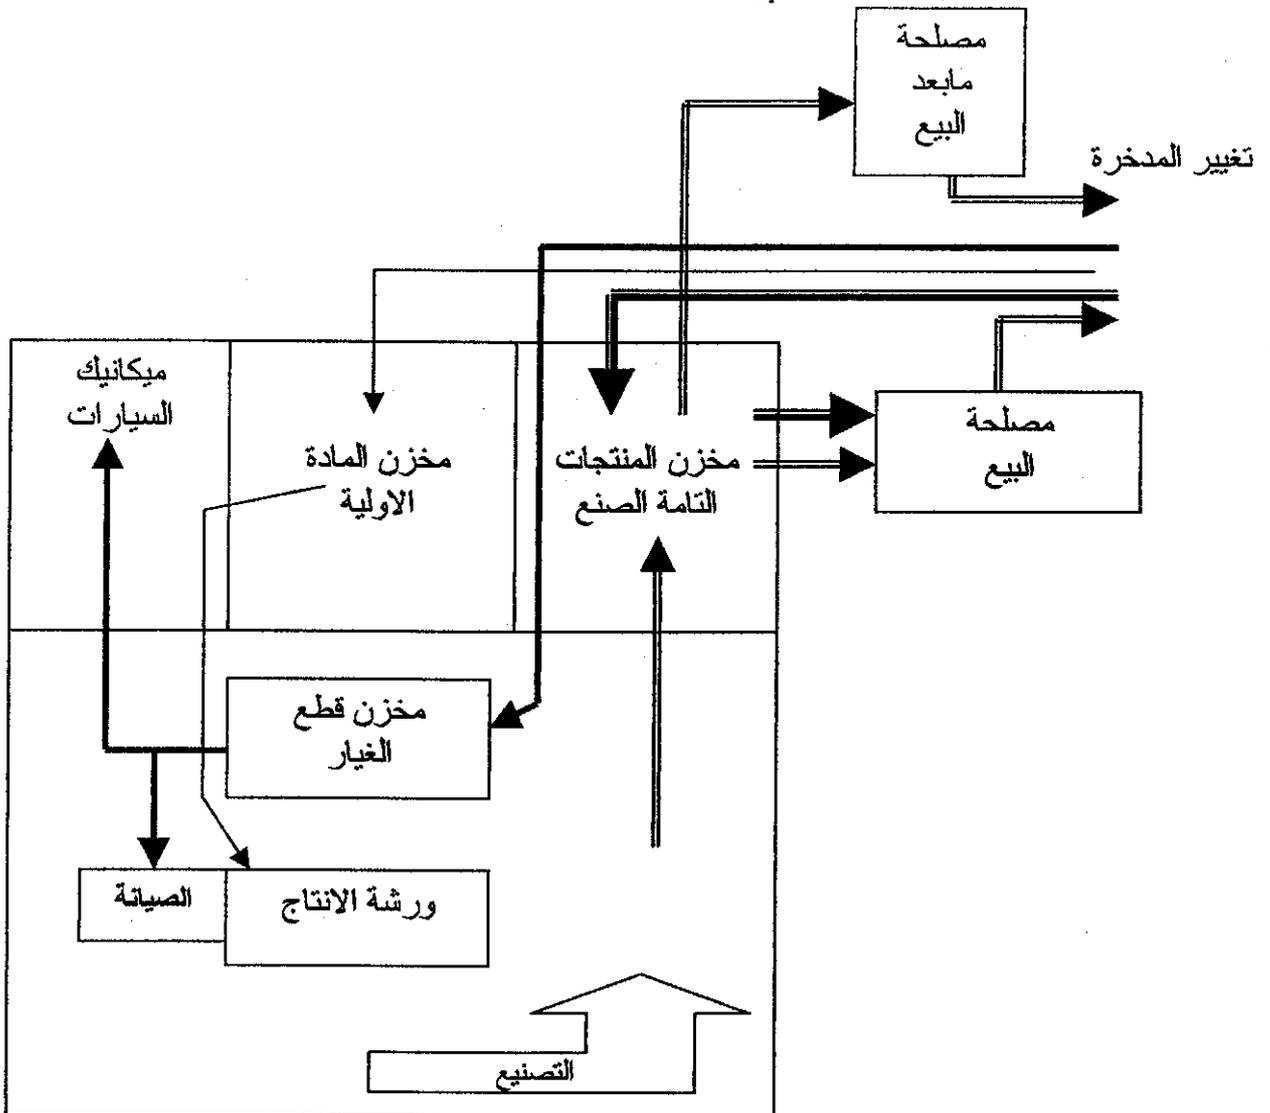 مصلحة
مابعد
البيع
تغيير المدخرة
ميكانيك
السيارات
مخزن المادة
الاولية
مخزن المنتجات
التامة الصنع
مصلحة
البيع
مخزن قطع
الغيار
الصيانة
ورشة الانتاج
التصنيع